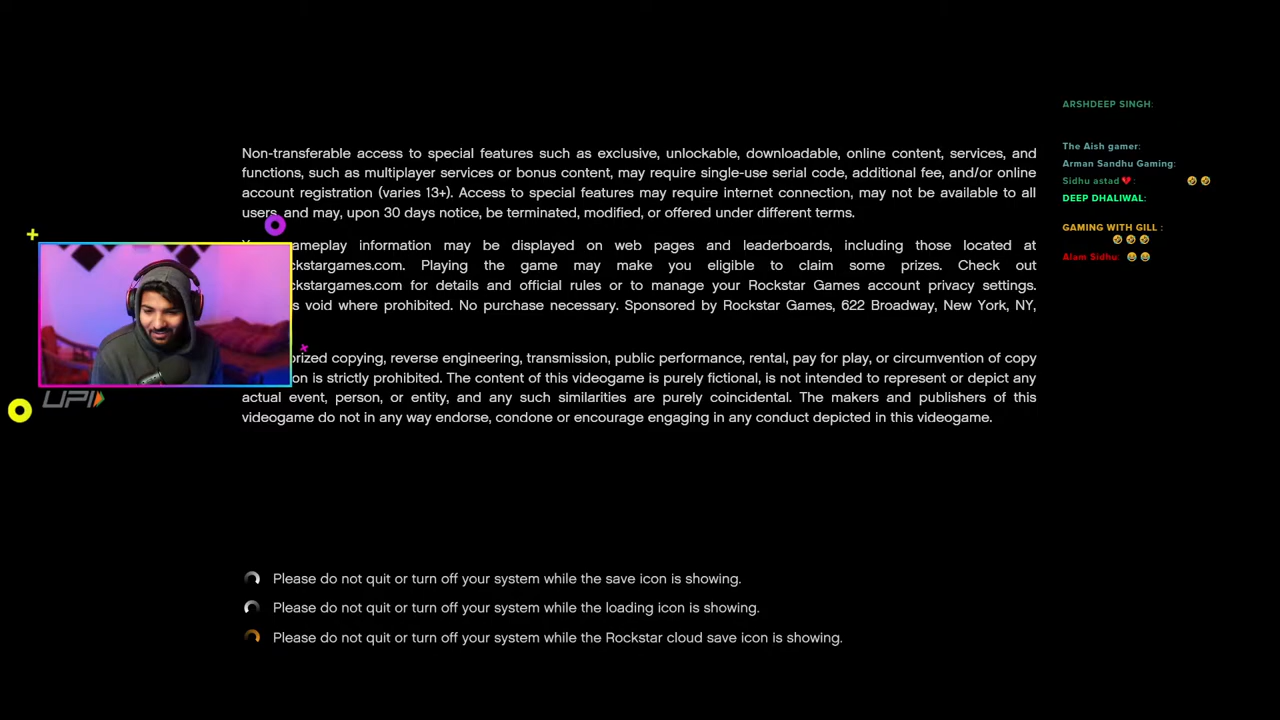 Non-transferable access to special features such as exclusive, unlockable, downloadable, online content, services, and
functions, such as multiplayer services or bonus content, may require single-use serial code, additional fee, and/or online
account registration (varies 13+). Access to special features may require internet connection, may not be available to all
users, and may, upon 30 days notice, be terminated, modified, or offered under different terms.
gameplay information may be displayed on web pages and leaderboards, including those located at
ckstargames.com. Playing the game may make you eligible to claim some prizes. Check out
ckstargames.com for details and official rules or to manage your Rockstar Games account privacy settings.
void where prohibited. No purchase necessary. Sponsored by Rockstar Games, 622 Broadway, New York, NY,
rized copying, reverse engineering, transmission, public performance, rental, pay for play, or circumvention of copy
on is strictly prohibited. The content of this videogame is purely fictional, is not intended to represent or depict any
actual event, person, or entity, and any such similarities are purely coincidental. The makers and publishers of this
videogame do not in any way endorse, condone or encourage engaging in any conduct depicted in this videogame.
UPI
Please do not quit or turn off your system while the save icon is showing.
Please do not quit or turn off your system while the loading icon is showing.
Please do not quit or turn off your system while the Rockstar cloud save icon is showing.
ARSHDEEP SINGH:
The Aish gamer:
Arman Sandhu Gaming:
Sidhu astad💔: 🤣🤣
DEEP DHALIWAL:
GAMING WITH GILL :
🤣🤣🤣
Alam Sidhu: 😂😂